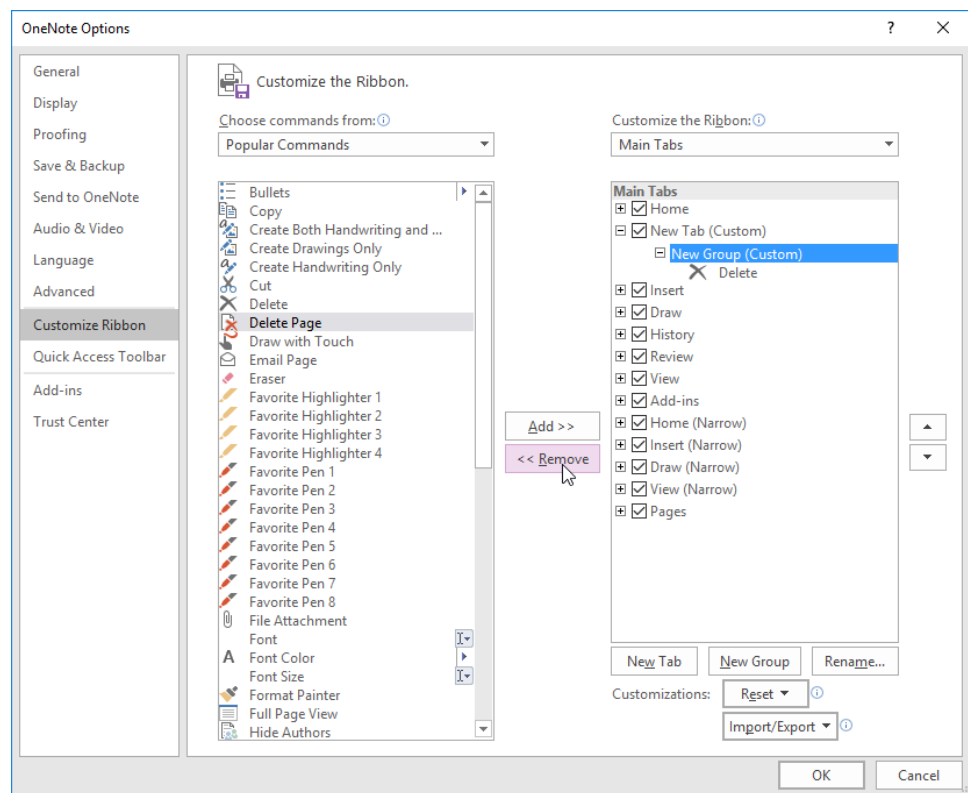 OneNote Options
?
General
Display
Proofing
Save & Backup
Send to OneNote
Audio & Video
Language
Advanced
Customize Ribbon
Quick Access Toolbar
Add-ins
Trust Center
Customize the Ribbon.
Choose commands from:
Popular Commands
Bullets
Copy
Create Both Handwriting and ...
Create Drawings Only
Create Handwriting Only
Cut
Delete
Delete Page
Draw with Touch
Email Page
Eraser
Favorite Highlighter 1
Favorite Highlighter 2
Favorite Highlighter 3
Favorite Highlighter 4
Favorite Pen 1
Favorite Pen 2
Favorite Pen 3
Favorite Pen 4
Favorite Pen 5
Favorite Pen 6
Favorite Pen 7
Favorite Pen 8
File Attachment
Font
Font Color
Font Size
Format Painter
Full Page View
Hide Authors
Add >>
<< Remove
Customize the Ribbon:
Main Tabs
Main Tabs
Home
New Tab (Custom)
New Group (Custom)
Delete
Insert
Draw
History
Review
View
Add-ins
Home (Narrow)
Insert (Narrow)
Draw (Narrow)
View (Narrow)
Pages
New Tab New Group Rename...
Customizations: Reset
Import/Export
OK Cancel